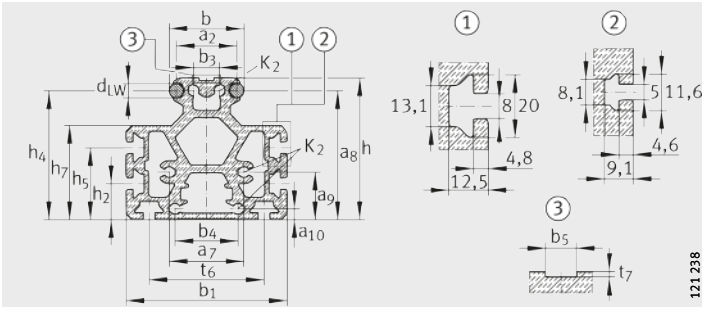 b
a2
b3
3
K2
1
2
dLW
h4
h7
h5
h2
K2
a8
h
a9
a10
b4
a7
t6
b1
1
13,1
8
20
4,8
12,5
2
8,1
5
11,6
4,6
9,1
3
b5
t7
121 238